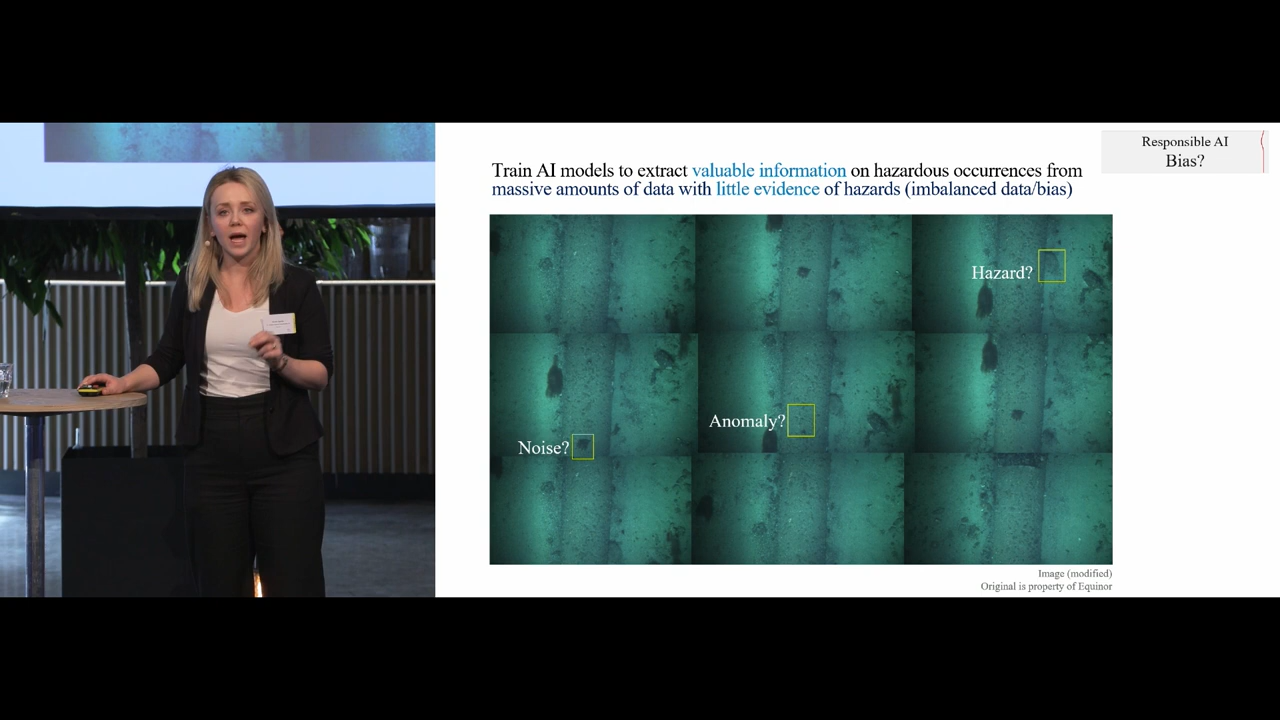 Responsible AI
Bias?
Train AI models to extract valuable information on hazardous occurrences from
massive amounts of data with little evidence of hazards (imbalanced data/bias)
Hazard?
Anomaly?
Noise?
Image (modified)
Original is property of Equinor